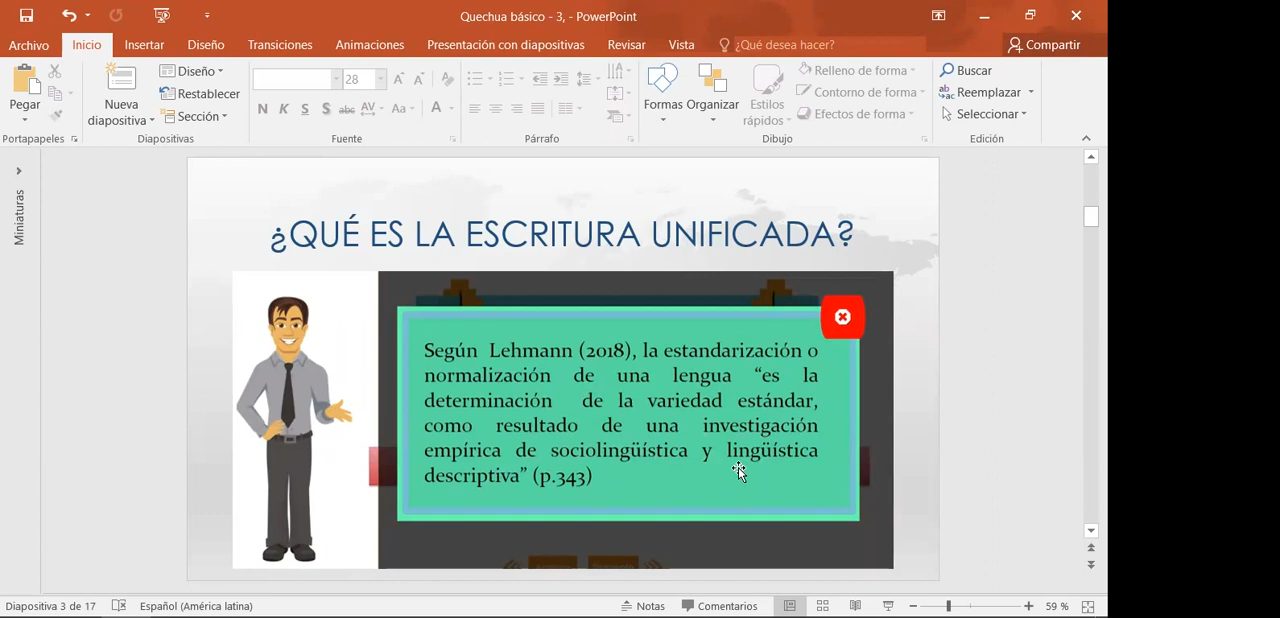 Quechua básico - 3, - PowerPoint
Archivo Inicio Insertar Diseño Transiciones Animaciones Presentación con diapositivas Revisar Vista ¿Qué desea hacer? Compartir
Pegar
Nueva diapositiva
Diseño
Restablecer
Sección
28
N K S S abc AV Aa A
Formas Organizar Estilos rápidos
Relleno de forma
Contorno de forma
Efectos de forma
Buscar
Reemplazar
Seleccionar
Portapapeles Diapositivas Fuente Párrafo Dibujo Edición
Miniaturas
¿QUÉ ES LA ESCRITURA UNIFICADA?
Según Lehmann (2018), la estandarización o
normalización de una lengua “es la
determinación de la variedad estándar,
como resultado de una investigación
empírica de sociolingüística y lingüística
descriptiva” (p.343)
Diapositiva 3 de 17 Español (América latina) Notas Comentarios 59 %